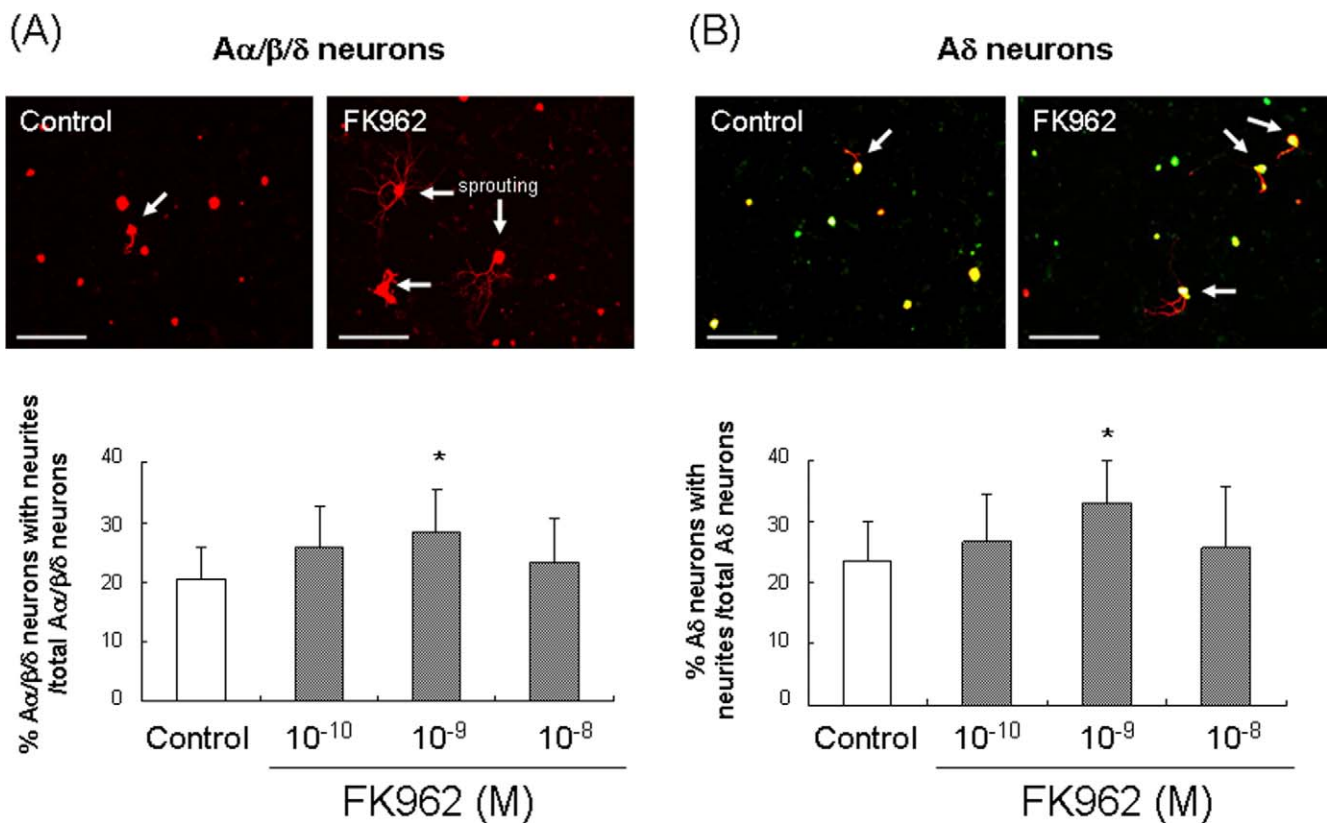 (A)
Aα/β/δ neurons
Control
FK962
sprouting
% Aα/β/δ neurons with neurites
/total Aα/β/δ neurons
40
30
20
10
0
*
Control
10⁻¹⁰
10⁻⁹
10⁻⁸
FK962 (M)
(B)
Aδ neurons
Control
FK962
% Aδ neurons with
neurites /total Aδ neurons
40
30
20
10
0
*
Control
10⁻¹⁰
10⁻⁹
10⁻⁸
FK962 (M)